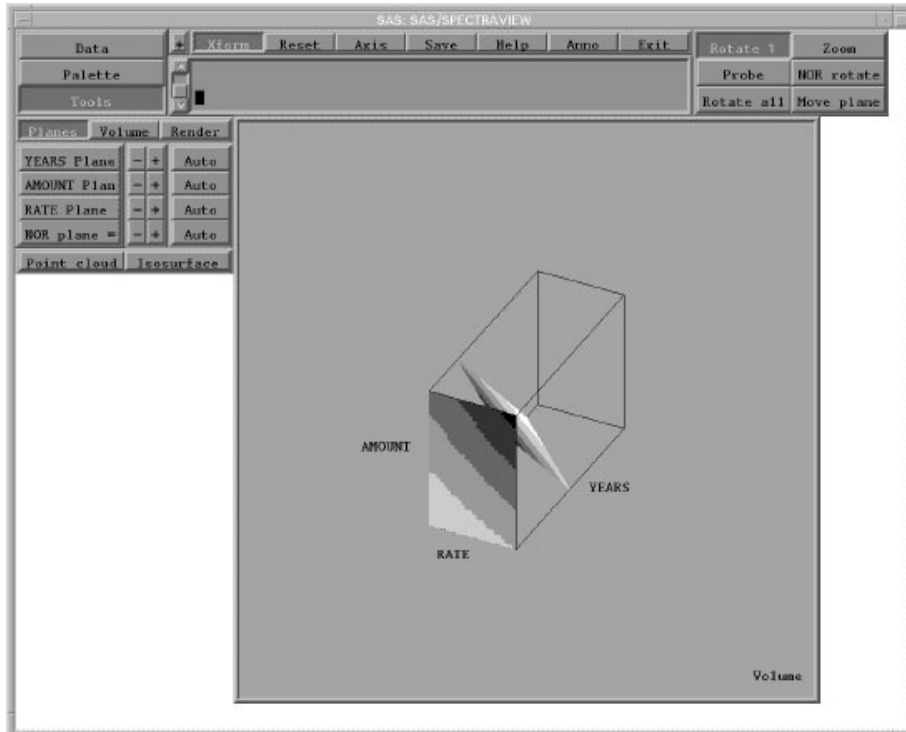 SAS: SAS/SPECTRAVIEW
Data
+ Xform Reset Axis Save Help Anno Exit
Rotate 1 Zoom
Palette
Probe NOR rotate
Tools
Rotate all Move plane
Planes Volume Render
YEARS Plane - + Auto
AMOUNT Plan - + Auto
RATE Plane - + Auto
NOR plane = - + Auto
Point cloud Isosurface
AMOUNT
YEARS
RATE
Volume